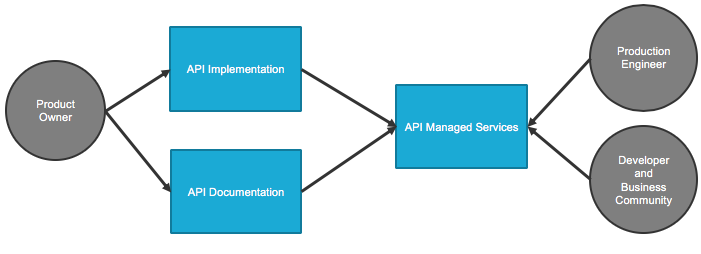 Product
Owner
API Implementation
API Documentation
API Managed Services
Production
Engineer
Developer
and
Business
Community